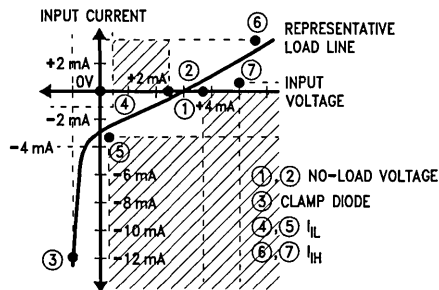 INPUT CURRENT
⑥ REPRESENTATIVE
LOAD LINE
+2 mA
0V
+2 mA
②
⑦
INPUT
VOLTAGE
④
① +4 mA
−2 mA
−4 mA
⑤
−6 mA
①, ② NO-LOAD VOLTAGE
−8 mA
③ CLAMP DIODE
−10 mA
④, ⑤ IIL
③
−12 mA
⑥, ⑦ IIH